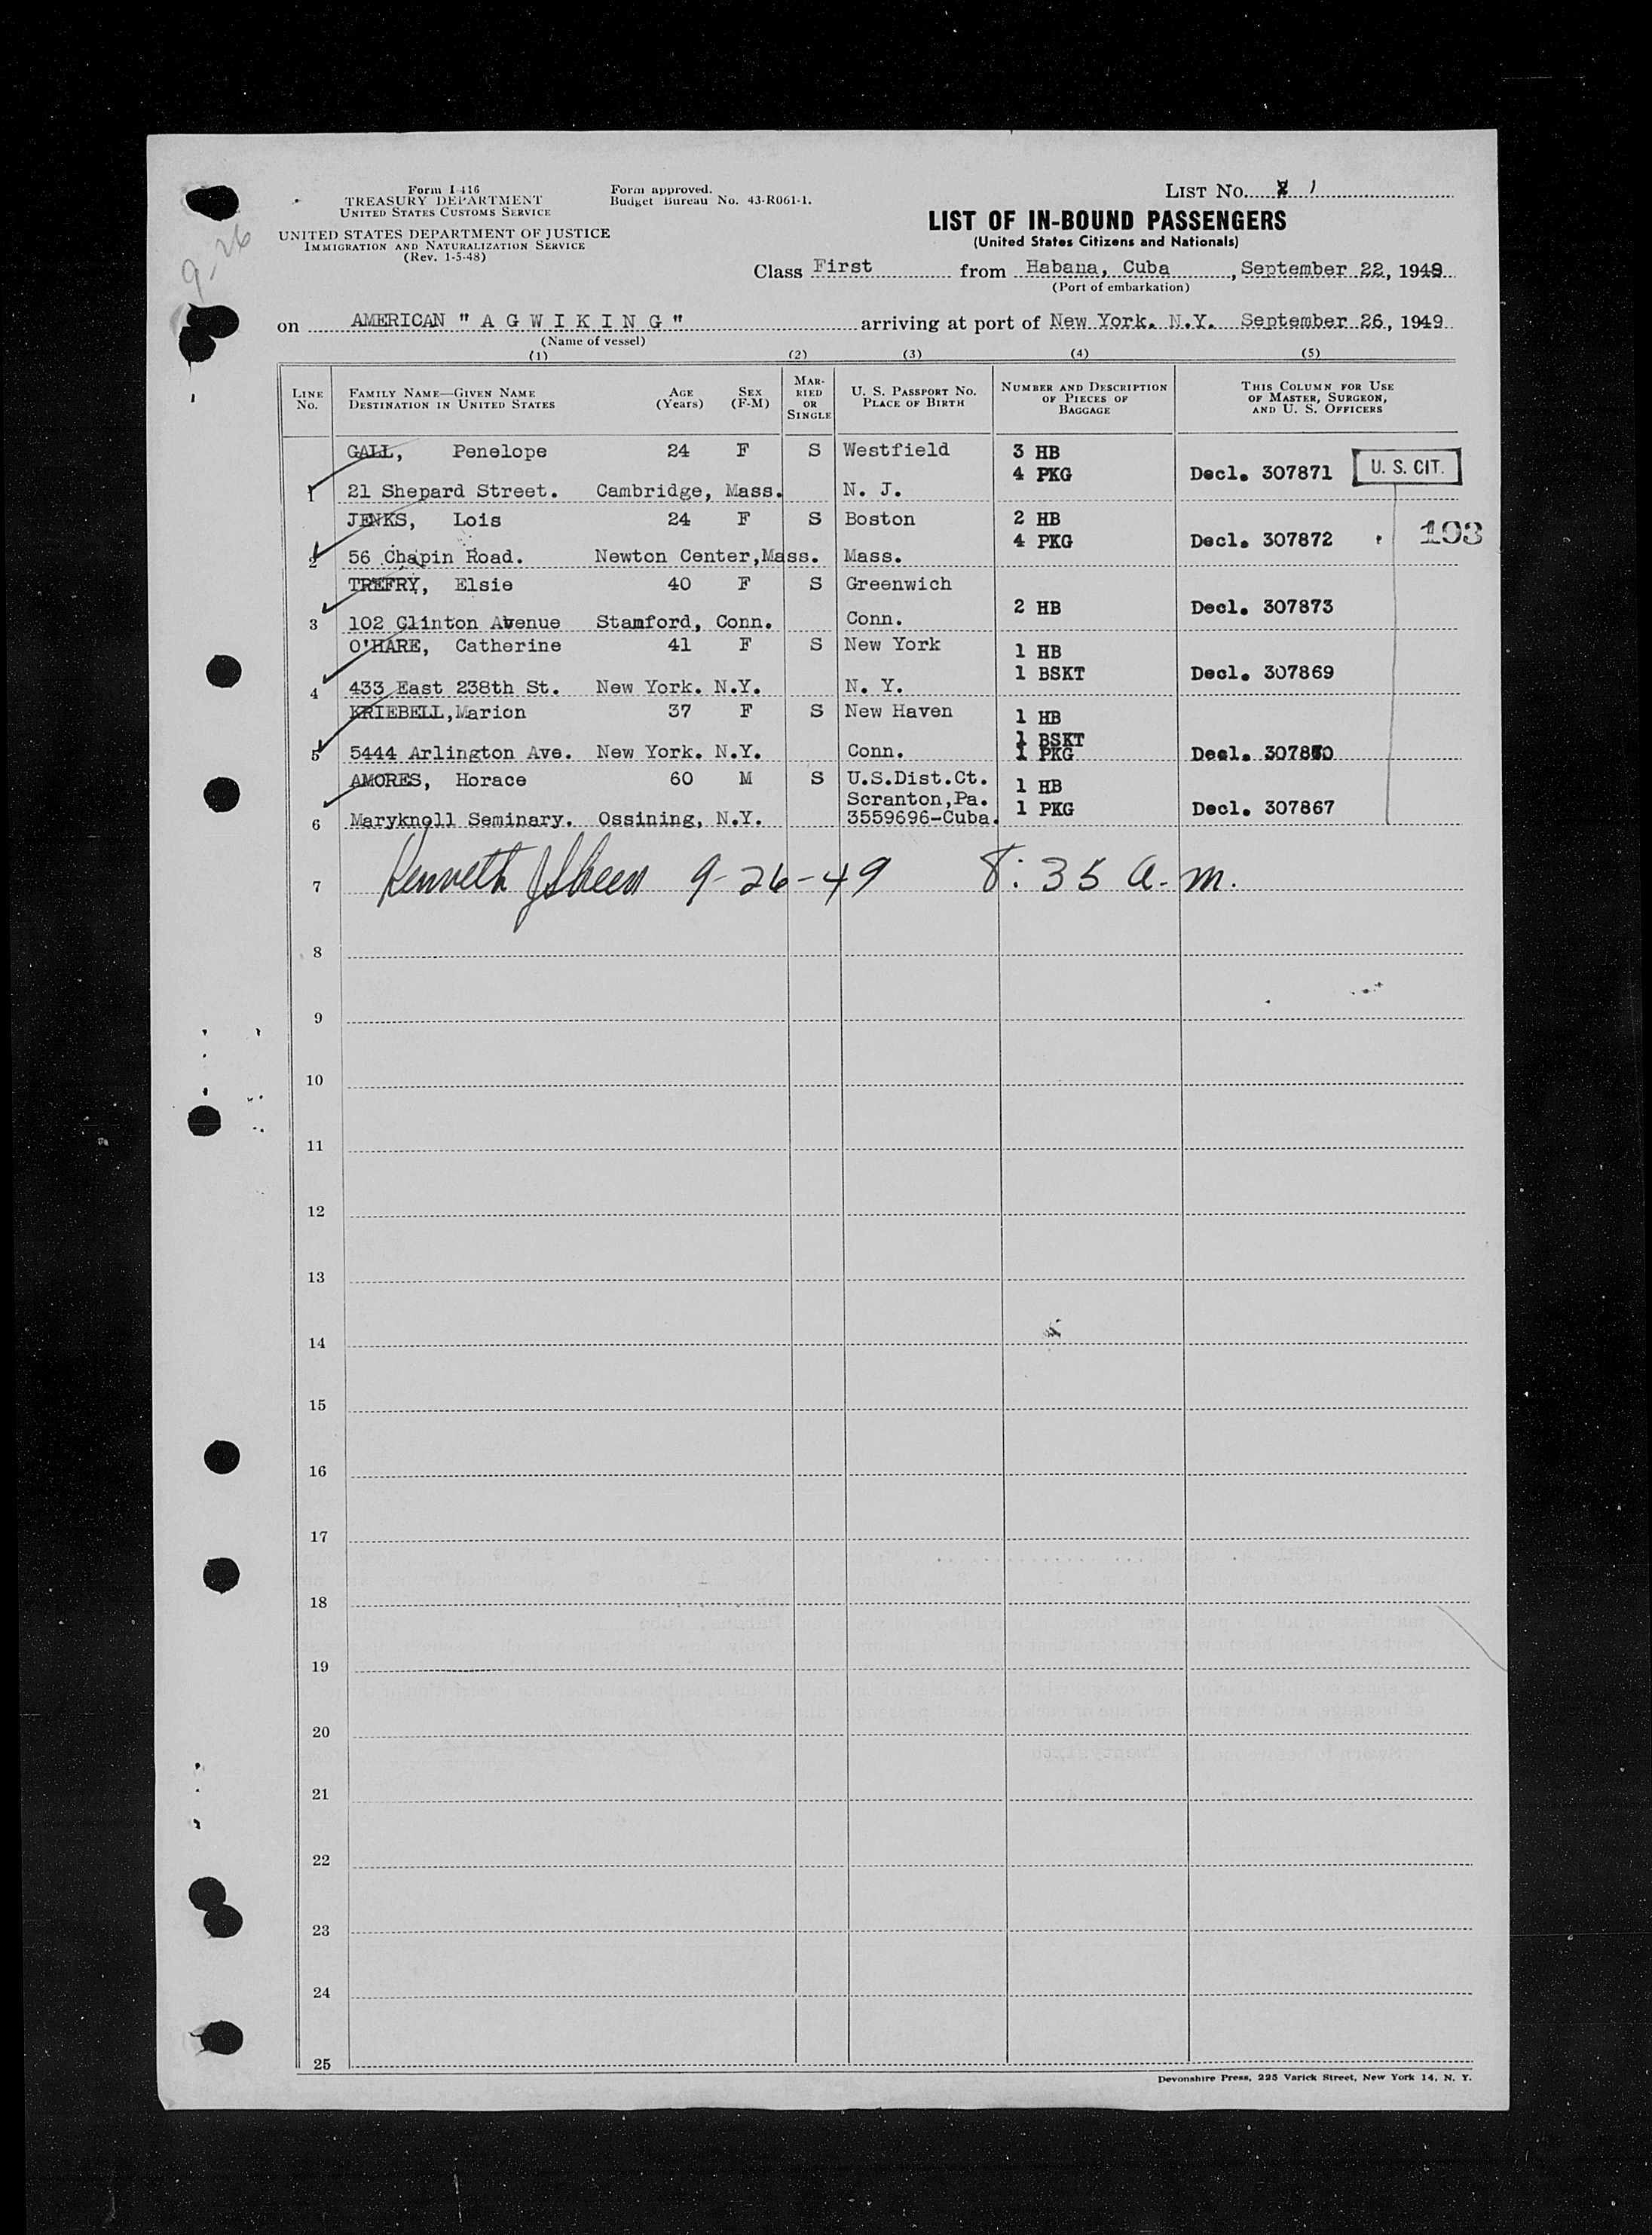 Form I 416
TREASURY DEPARTMENT
UNITED STATES CUSTOMS SERVICE
UNITED STATES DEPARTMENT OF JUSTICE
IMMIGRATION AND NATURALIZATION SERVICE
(Rev. 1-5-48)
Form approved.
Budget Bureau No. 43-R061-1.
9-26
LIST No. 1
LIST OF IN-BOUND PASSENGERS
(United States Citizens and Nationals)
Class First from Habana, Cuba, September 22, 1949
(Port of embarkation)
on AMERICAN " A G W I K I N G " arriving at port of New York. N.Y. September 26, 1949
(Name of vessel)
(1) (2) (3) (4) (5)
LINE No. FAMILY NAME—GIVEN NAME DESTINATION IN UNITED STATES AGE (Years) SEX (F-M) MARRIED OR SINGLE U. S. PASSPORT NO. PLACE OF BIRTH NUMBER AND DESCRIPTION OF PIECES OF BAGGAGE THIS COLUMN FOR USE OF MASTER, SURGEON, AND U. S. OFFICERS
GALL, Penelope 24 F S Westfield 3 HB
4 PKG Decl. 307871 U. S. CIT.
1 21 Shepard Street. Cambridge, Mass. N. J.
JENKS, Lois 24 F S Boston 2 HB
4 PKG Decl. 307872 193
2 56 Chapin Road. Newton Center,Mass. Mass.
TREFRY, Elsie 40 F S Greenwich
2 HB Decl. 307873
3 102 Clinton Avenue Stamford, Conn. Conn.
O'HARE, Catherine 41 F S New York 1 HB
1 BSKT Decl. 307869
4 433 East 238th St. New York. N.Y. N. Y.
KRIEBELL,Marion 37 F S New Haven 1 HB
1 BSKT
5 5444 Arlington Ave. New York. N.Y. Conn. 1 PKG Decl. 307870
AMORES, Horace 60 M S U.S.Dist.Ct. 1 HB
Scranton,Pa. 1 PKG Decl. 307867
6 Maryknoll Seminary. Ossining, N.Y. 3559696-Cuba.
7 Kenneth J Sheen 9-26-49 8:35 a.m.
8
9
10
11
12
13
14
15
16
17
18
19
20
21
22
23
24
25
Devonshire Press, 225 Varick Street, New York 14, N. Y.